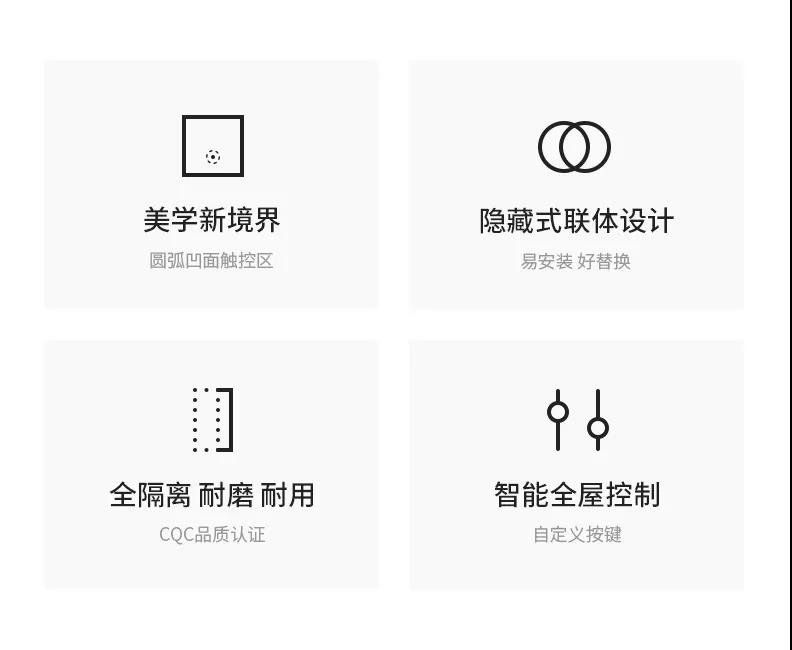 美学新境界
圆弧凹面触控区
隐藏式联体设计
易安装 好替换
全隔离 耐磨 耐用
CQC品质认证
智能全屋控制
自定义按键